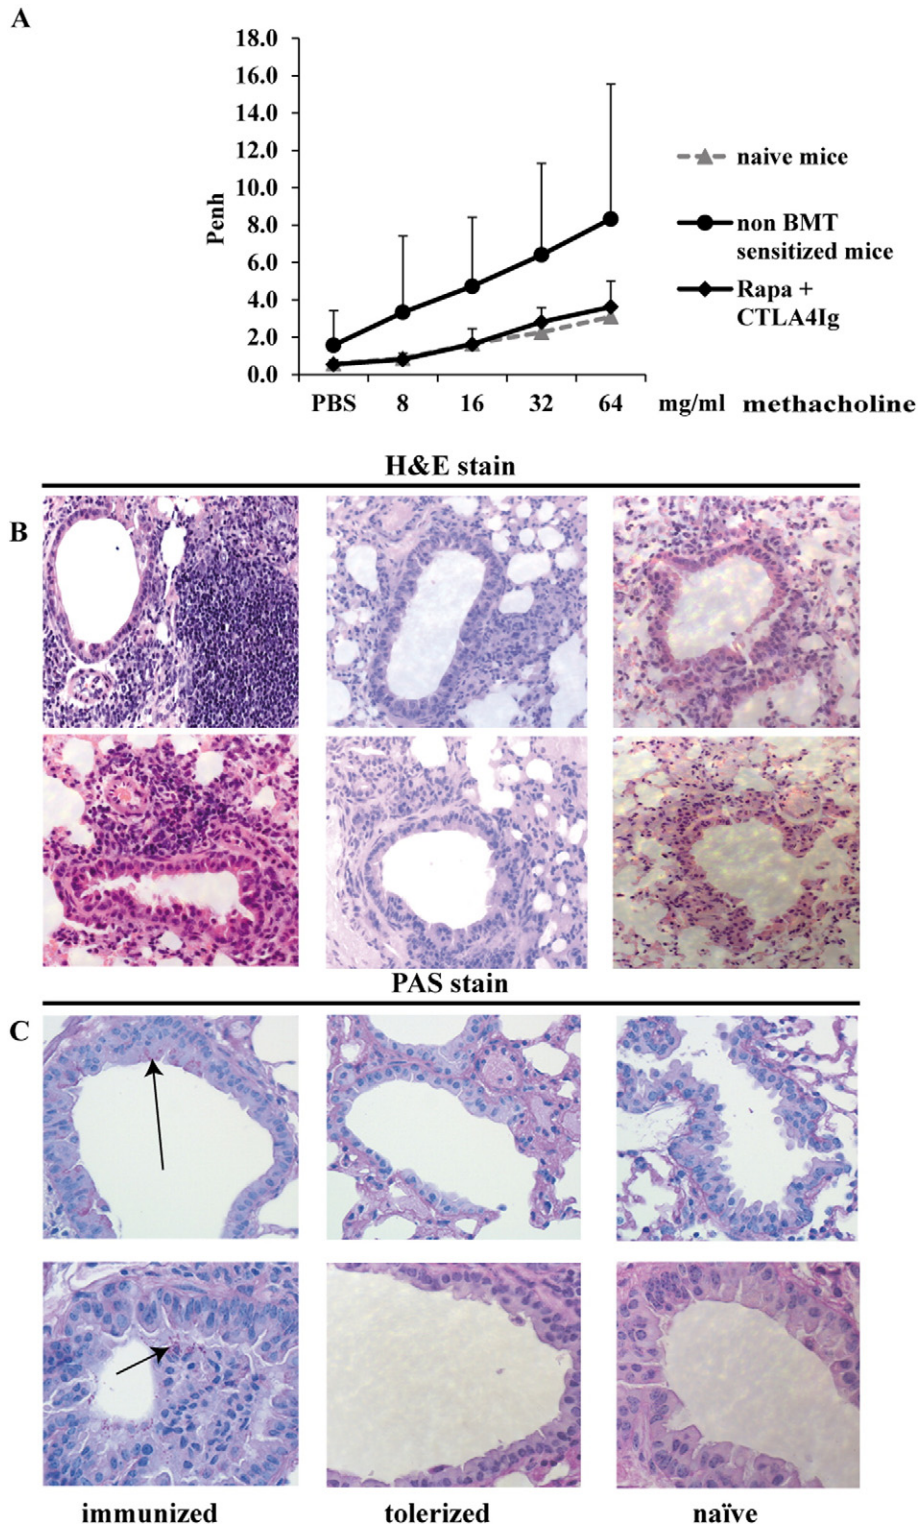 A
18.0
16.0
14.0
12.0
10.0
8.0
6.0
4.0
2.0
0.0
Penh
PBS 8 16 32 64 mg/ml methacholine
naive mice
non BMT
sensitized mice
Rapa +
CTLA4Ig
H&E stain
B
PAS stain
C
immunized tolerized naïve